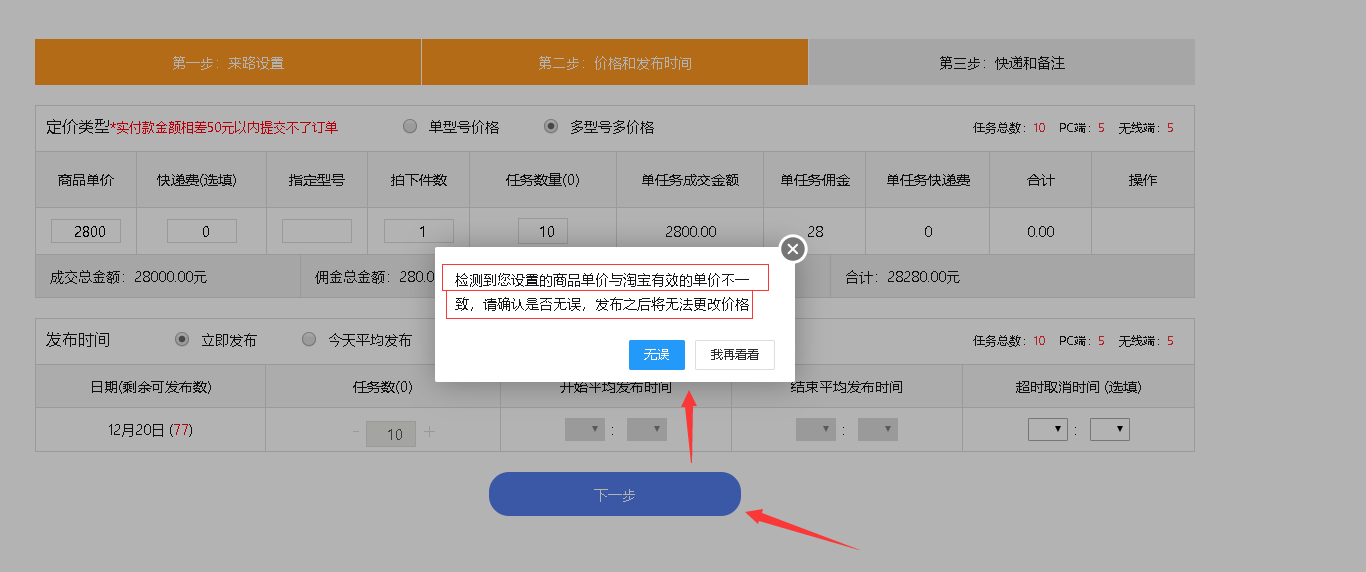 第一步：来路设置 第二步：价格和发布时间 第三步：快递和备注
定价类型*实付款金额相差50元以内提交不了订单 单型号价格 多型号多价格 任务总数：10 PC端：5 无线端：5
商品单价 快递费(选填) 指定型号 拍下件数 任务数量(0) 单任务成交金额 单任务佣金 单任务快递费 合计 操作
2800 0 1 10 2800.00 28 0 0.00
成交总金额：28000.00元 佣金总金额：280.0 合计：28280.00元
检测到您设置的商品单价与淘宝有效的单价不一
致，请确认是否无误，发布之后将无法更改价格
无误 我再看看
发布时间 立即发布 今天平均发布 任务总数：10 PC端：5 无线端：5
日期(剩余可发布数) 任务数(0) 开始平均发布时间 结束平均发布时间 超时取消时间 (选填)
12月20日 (77) - 10 + : : :
下一步